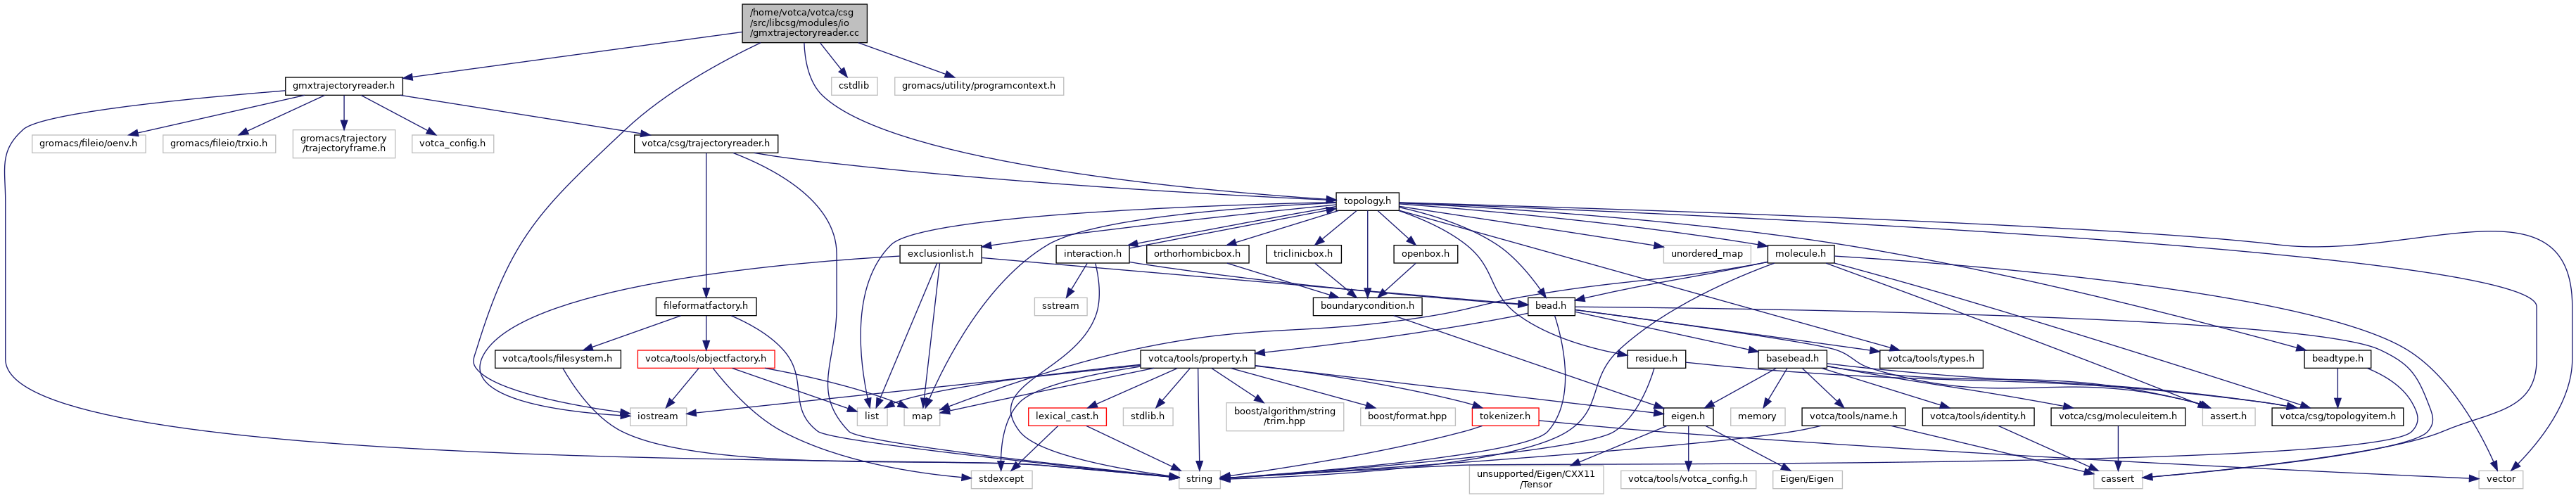 /home/votca/votca/csg
/src/libcsg/modules/io
/gmxtrajectoryreader.cc
gmxtrajectoryreader.h
cstdlib
gromacs/utility/programcontext.h
gromacs/fileio/oenv.h
gromacs/fileio/trxio.h
gromacs/trajectory
/trajectoryframe.h
votca_config.h
votca/csg/trajectoryreader.h
topology.h
exclusionlist.h
interaction.h
orthorhombicbox.h
triclinicbox.h
openbox.h
unordered_map
molecule.h
fileformatfactory.h
sstream
boundarycondition.h
bead.h
votca/tools/filesystem.h
votca/tools/objectfactory.h
votca/tools/property.h
residue.h
basebead.h
votca/tools/types.h
beadtype.h
iostream
list
map
lexical_cast.h
stdlib.h
boost/algorithm/string
/trim.hpp
boost/format.hpp
tokenizer.h
eigen.h
memory
votca/tools/name.h
votca/tools/identity.h
votca/csg/moleculeitem.h
assert.h
votca/csg/topologyitem.h
stdexcept
string
unsupported/Eigen/CXX11
/Tensor
votca/tools/votca_config.h
Eigen/Eigen
cassert
vector